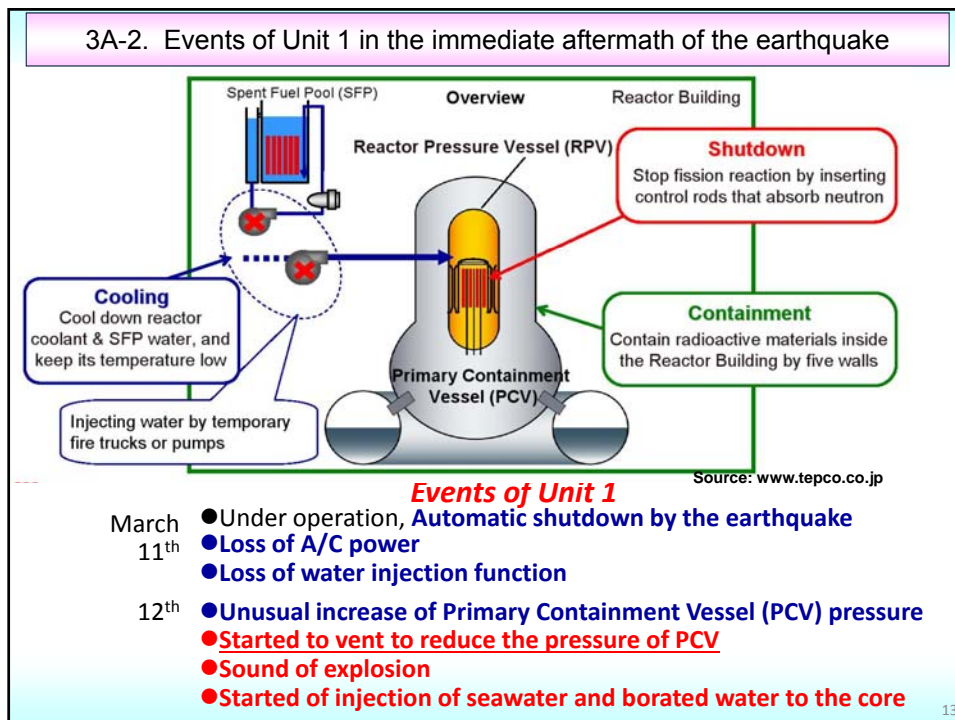 3A-2. Events of Unit 1 in the immediate aftermath of the earthquake
Spent Fuel Pool (SFP)
Overview
Reactor Building
Reactor Pressure Vessel (RPV)
Shutdown
Stop fission reaction by inserting
control rods that absorb neutron
Cooling
Cool down reactor
coolant & SFP water, and
keep its temperature low
Containment
Contain radioactive materials inside
the Reactor Building by five walls
Primary Containment
Vessel (PCV)
Injecting water by temporary
fire trucks or pumps
Source: www.tepco.co.jp
Events of Unit 1
March
11th
●Under operation, Automatic shutdown by the earthquake
●Loss of A/C power
●Loss of water injection function
12th ●Unusual increase of Primary Containment Vessel (PCV) pressure
●Started to vent to reduce the pressure of PCV
●Sound of explosion
●Started of injection of seawater and borated water to the core
13